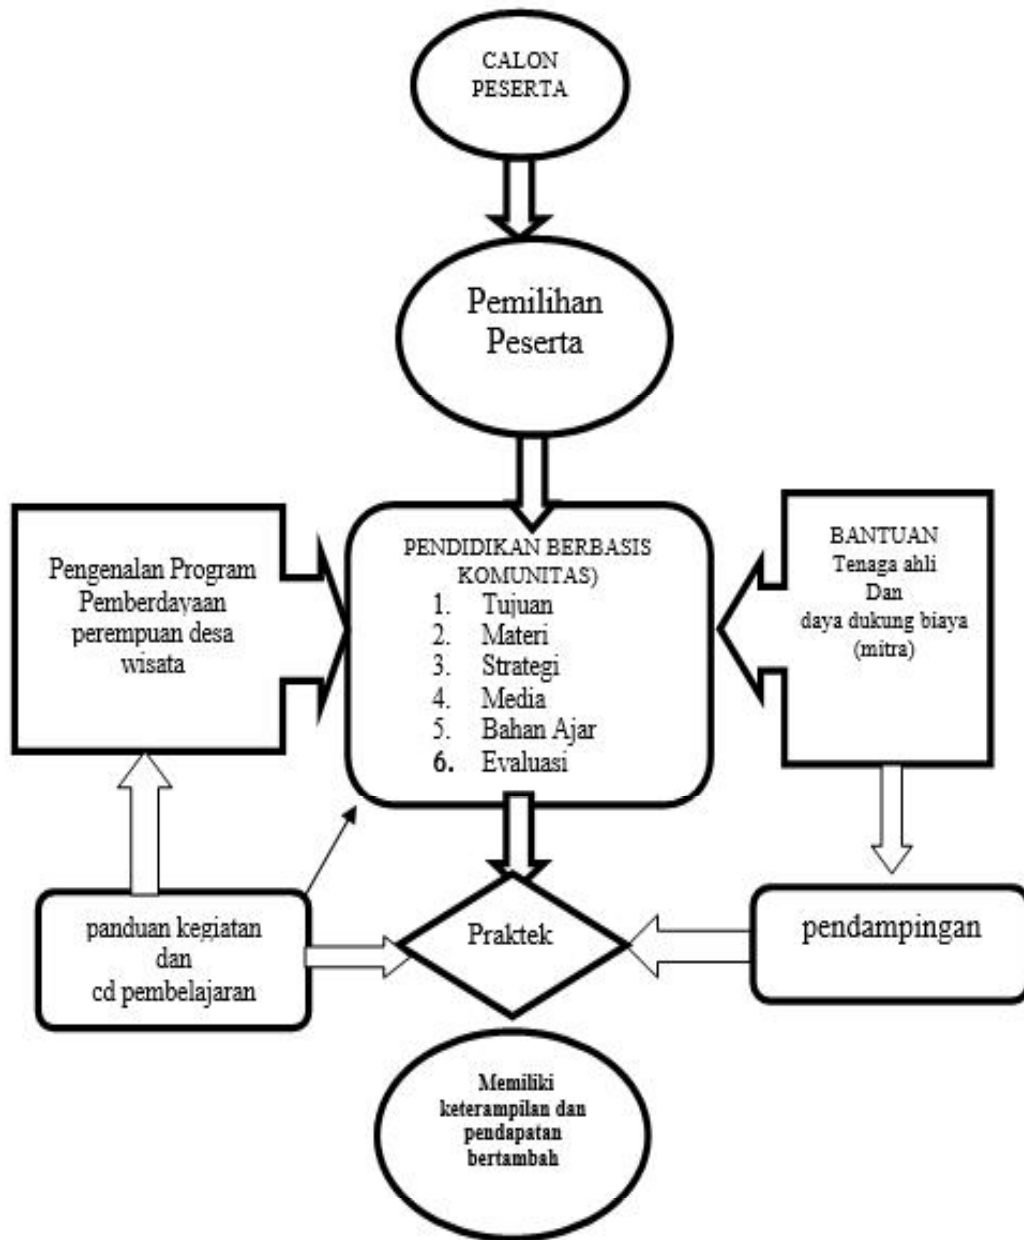 CALON
PESERTA
Pemilihan
Peserta
Pengenalan Program
Pemberdayaan
perempuan desa
wisata
PENDIDIKAN BERBASIS
KOMUNITAS)
1. Tujuan
2. Materi
3. Strategi
4. Media
5. Bahan Ajar
6. Evaluasi
BANTUAN
Tenaga ahli
Dan
daya dukung biaya
(mitra)
panduan kegiatan
dan
cd pembelajaran
Praktek
pendampingan
Memiliki
keterampilan dan
pendapatan
bertambah